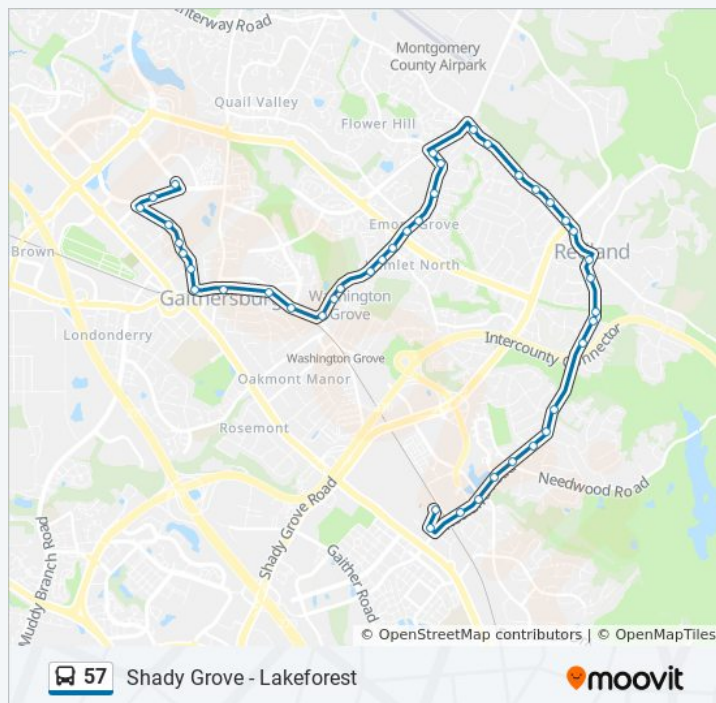 nterway Road
Montgomery
County Airpark
Quail Valley
Flower Hill
Emory Grove
Brown
Redland
mlet North
Gaithersburg
Washington
Grove
Londonderry
Intercounty Connector
Washington Grove
Oakmont Manor
Rosemont
Needwood Road
Shady Grove Road
Gaither Road
Muddy Branch Road
© OpenStreetMap contributors | © OpenMapTiles
57 Shady Grove - Lakeforest
moovit